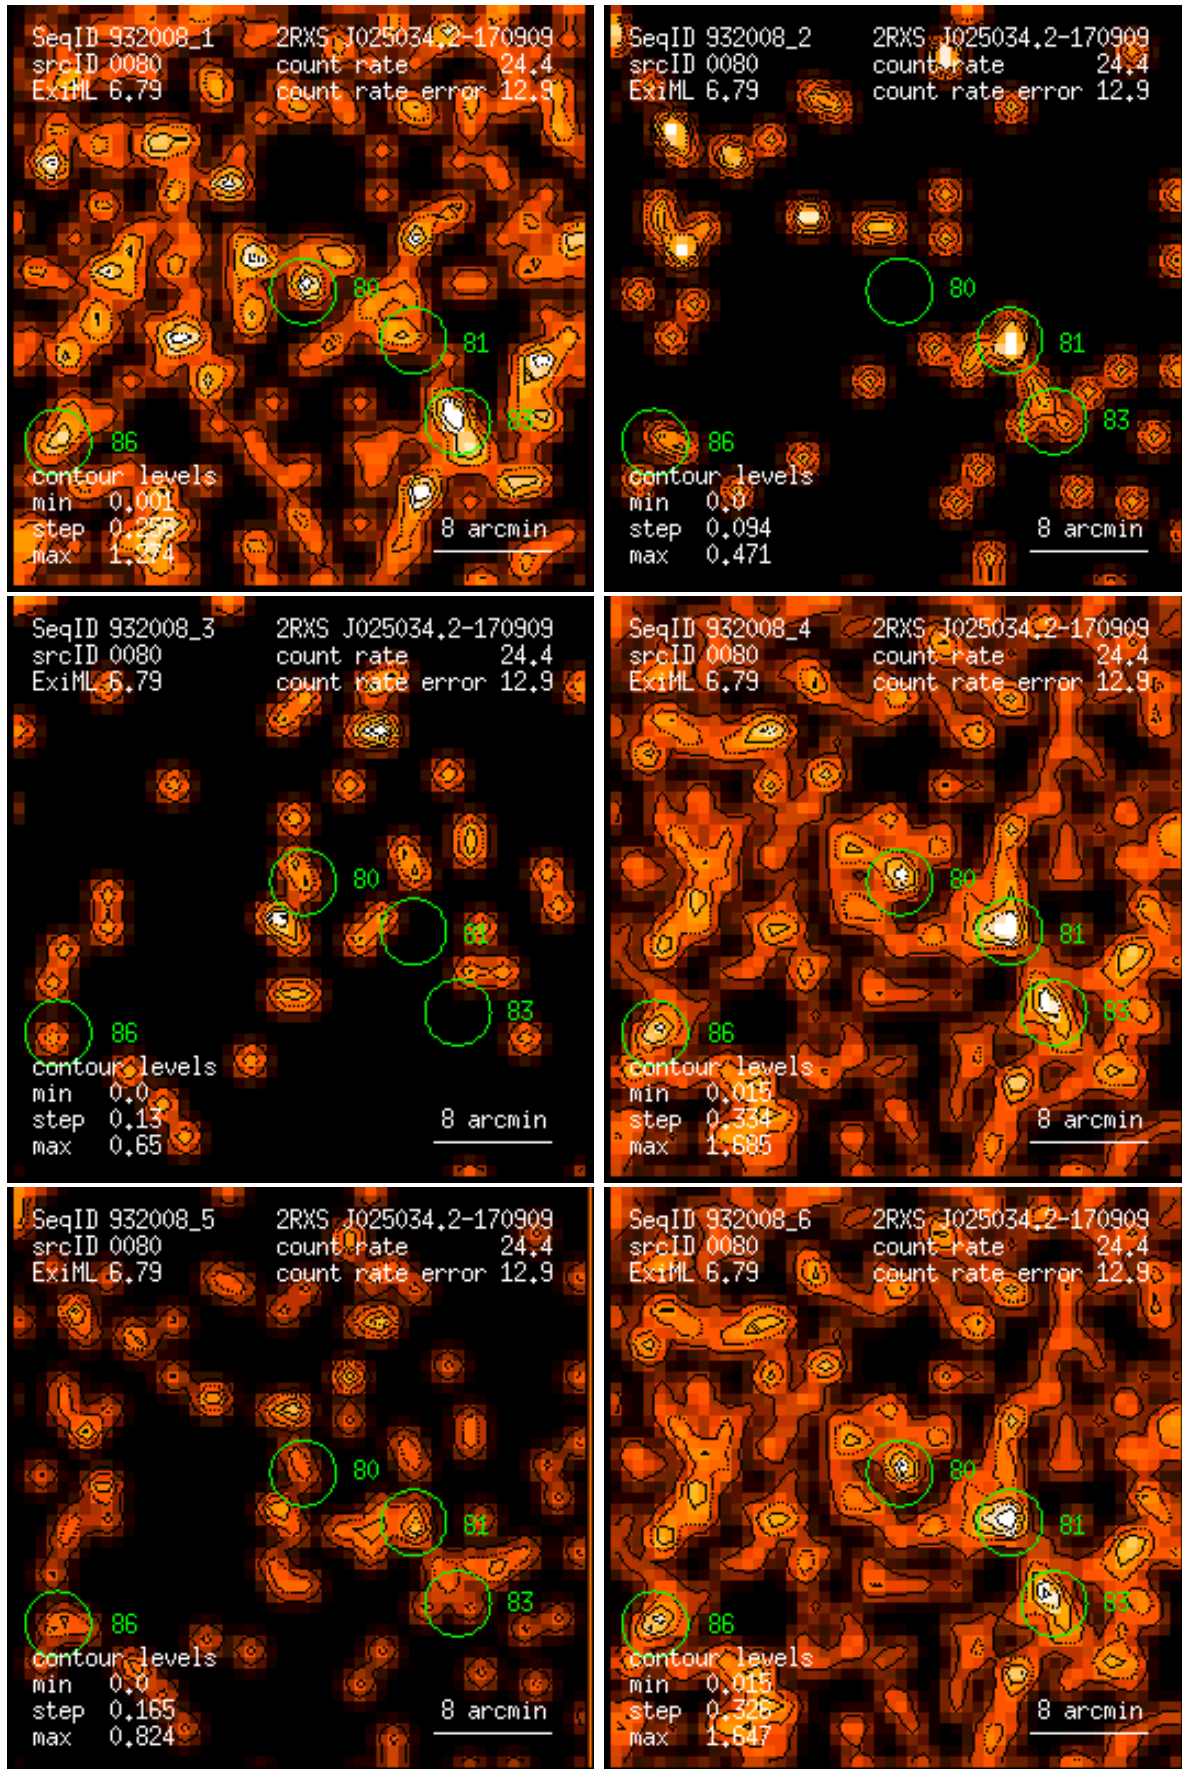 SeqID 932008_1 2RXS J025034.2-170909
srcID 0080 count rate 24.4
ExiML 6.79 count rate error 12.9
80
81
83
86
contour levels
min 0.001
step 0.255
max 1.274
8 arcmin
SeqID 932008_2 2RXS J025034.2-170909
srcID 0080 count rate 24.4
ExiML 6.79 count rate error 12.9
80
81
83
86
contour levels
min 0.0
step 0.094
max 0.471
8 arcmin
SeqID 932008_3 2RXS J025034.2-170909
srcID 0080 count rate 24.4
ExiML 6.79 count rate error 12.9
80
81
83
86
contour levels
min 0.0
step 0.13
max 0.65
8 arcmin
SeqID 932008_4 2RXS J025034.2-170909
srcID 0080 count rate 24.4
ExiML 6.79 count rate error 12.9
80
81
83
86
contour levels
min 0.015
step 0.334
max 1.685
8 arcmin
SeqID 932008_5 2RXS J025034.2-170909
srcID 0080 count rate 24.4
ExiML 6.79 count rate error 12.9
80
81
83
86
contour levels
min 0.0
step 0.165
max 0.824
8 arcmin
SeqID 932008_6 2RXS J025034.2-170909
srcID 0080 count rate 24.4
ExiML 6.79 count rate error 12.9
80
81
83
86
contour levels
min 0.015
step 0.326
max 1.647
8 arcmin